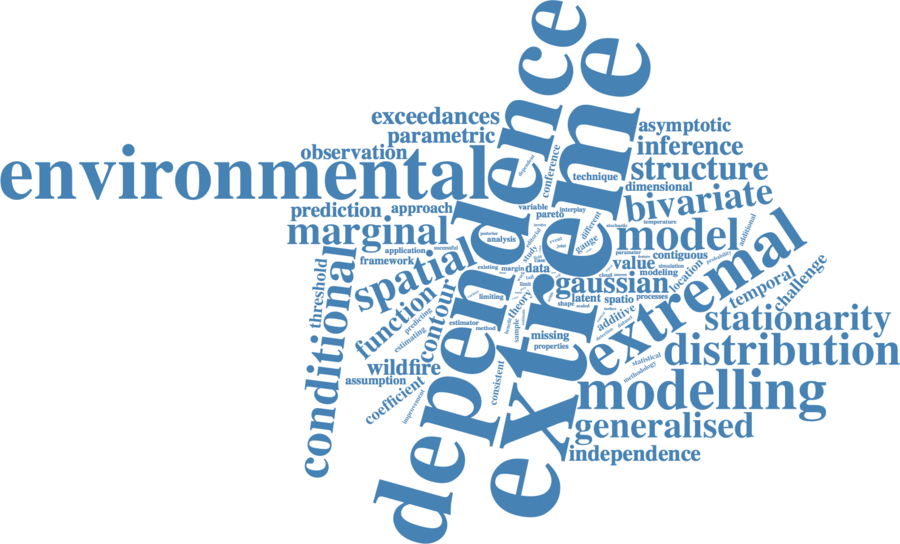 dependence
extreme
exceedances
parametric
observation
environmental
prediction
approach
marginal
application
successful
framework
spatial
threshold
conditional
function
predicting
estimating
contour
wildfire
assumption
coefficient
improvement
asymptotic
inference
structure
dimensional
bivariate
conference
technique
dependent
variable
interplay
pareto
different
gauge
stochastic
temperature
model
additional
analysis
study
editorial
event
joint
parameter
contiguous
probability
value
modeling
simulation
location
existing
margin
data
case
cloud
gaussian
extremal
temporal
challenge
limiting
theory
latent
spatio
processes
shape
additive
stationarity
estimator
method
sample
missing
properties
distribution
statistical
methodology
consistent
modelling
generalised
independence